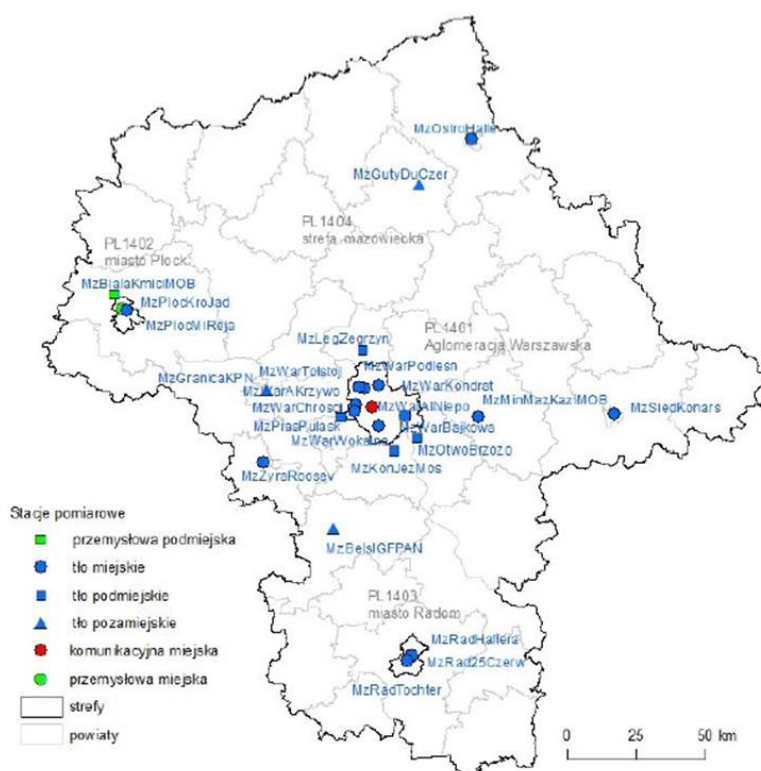 MzOstroHalle
MzGutyDuCzer
PL1404
strefa mazowiecka
PL1402
miasto Płock
MzBialaKmiciMOB
MzPlocKroJad
MzPlocMiReja
MzLegZegrzyn
PL1401
Aglomeracja Warszawska
MzGranicaKPN
MzWarTolstoj
MzWarPodlesn
MzWarAKrzywo
MzWarKondrat
MzWarChrosci
MzWarAlNiepo
MzMinMazKaziMOB
MzSiedKonars
MzPiasPulask
MzWarBajkowa
MzWarWokalna
MzOtwoBrzozo
MzKonJezMos
MzZyraRoosev
MzBelsIGFPAN
PL1403
miasto Radom
MzRadHallera
MzRad25Czerw
MzRadTochter
Stacje pomiarowe
przemysłowa podmiejska
tło miejskie
tło podmiejskie
tło pozamiejskie
komunikacyjna miejska
przemysłowa miejska
strefy
powiaty
0 25 50 km